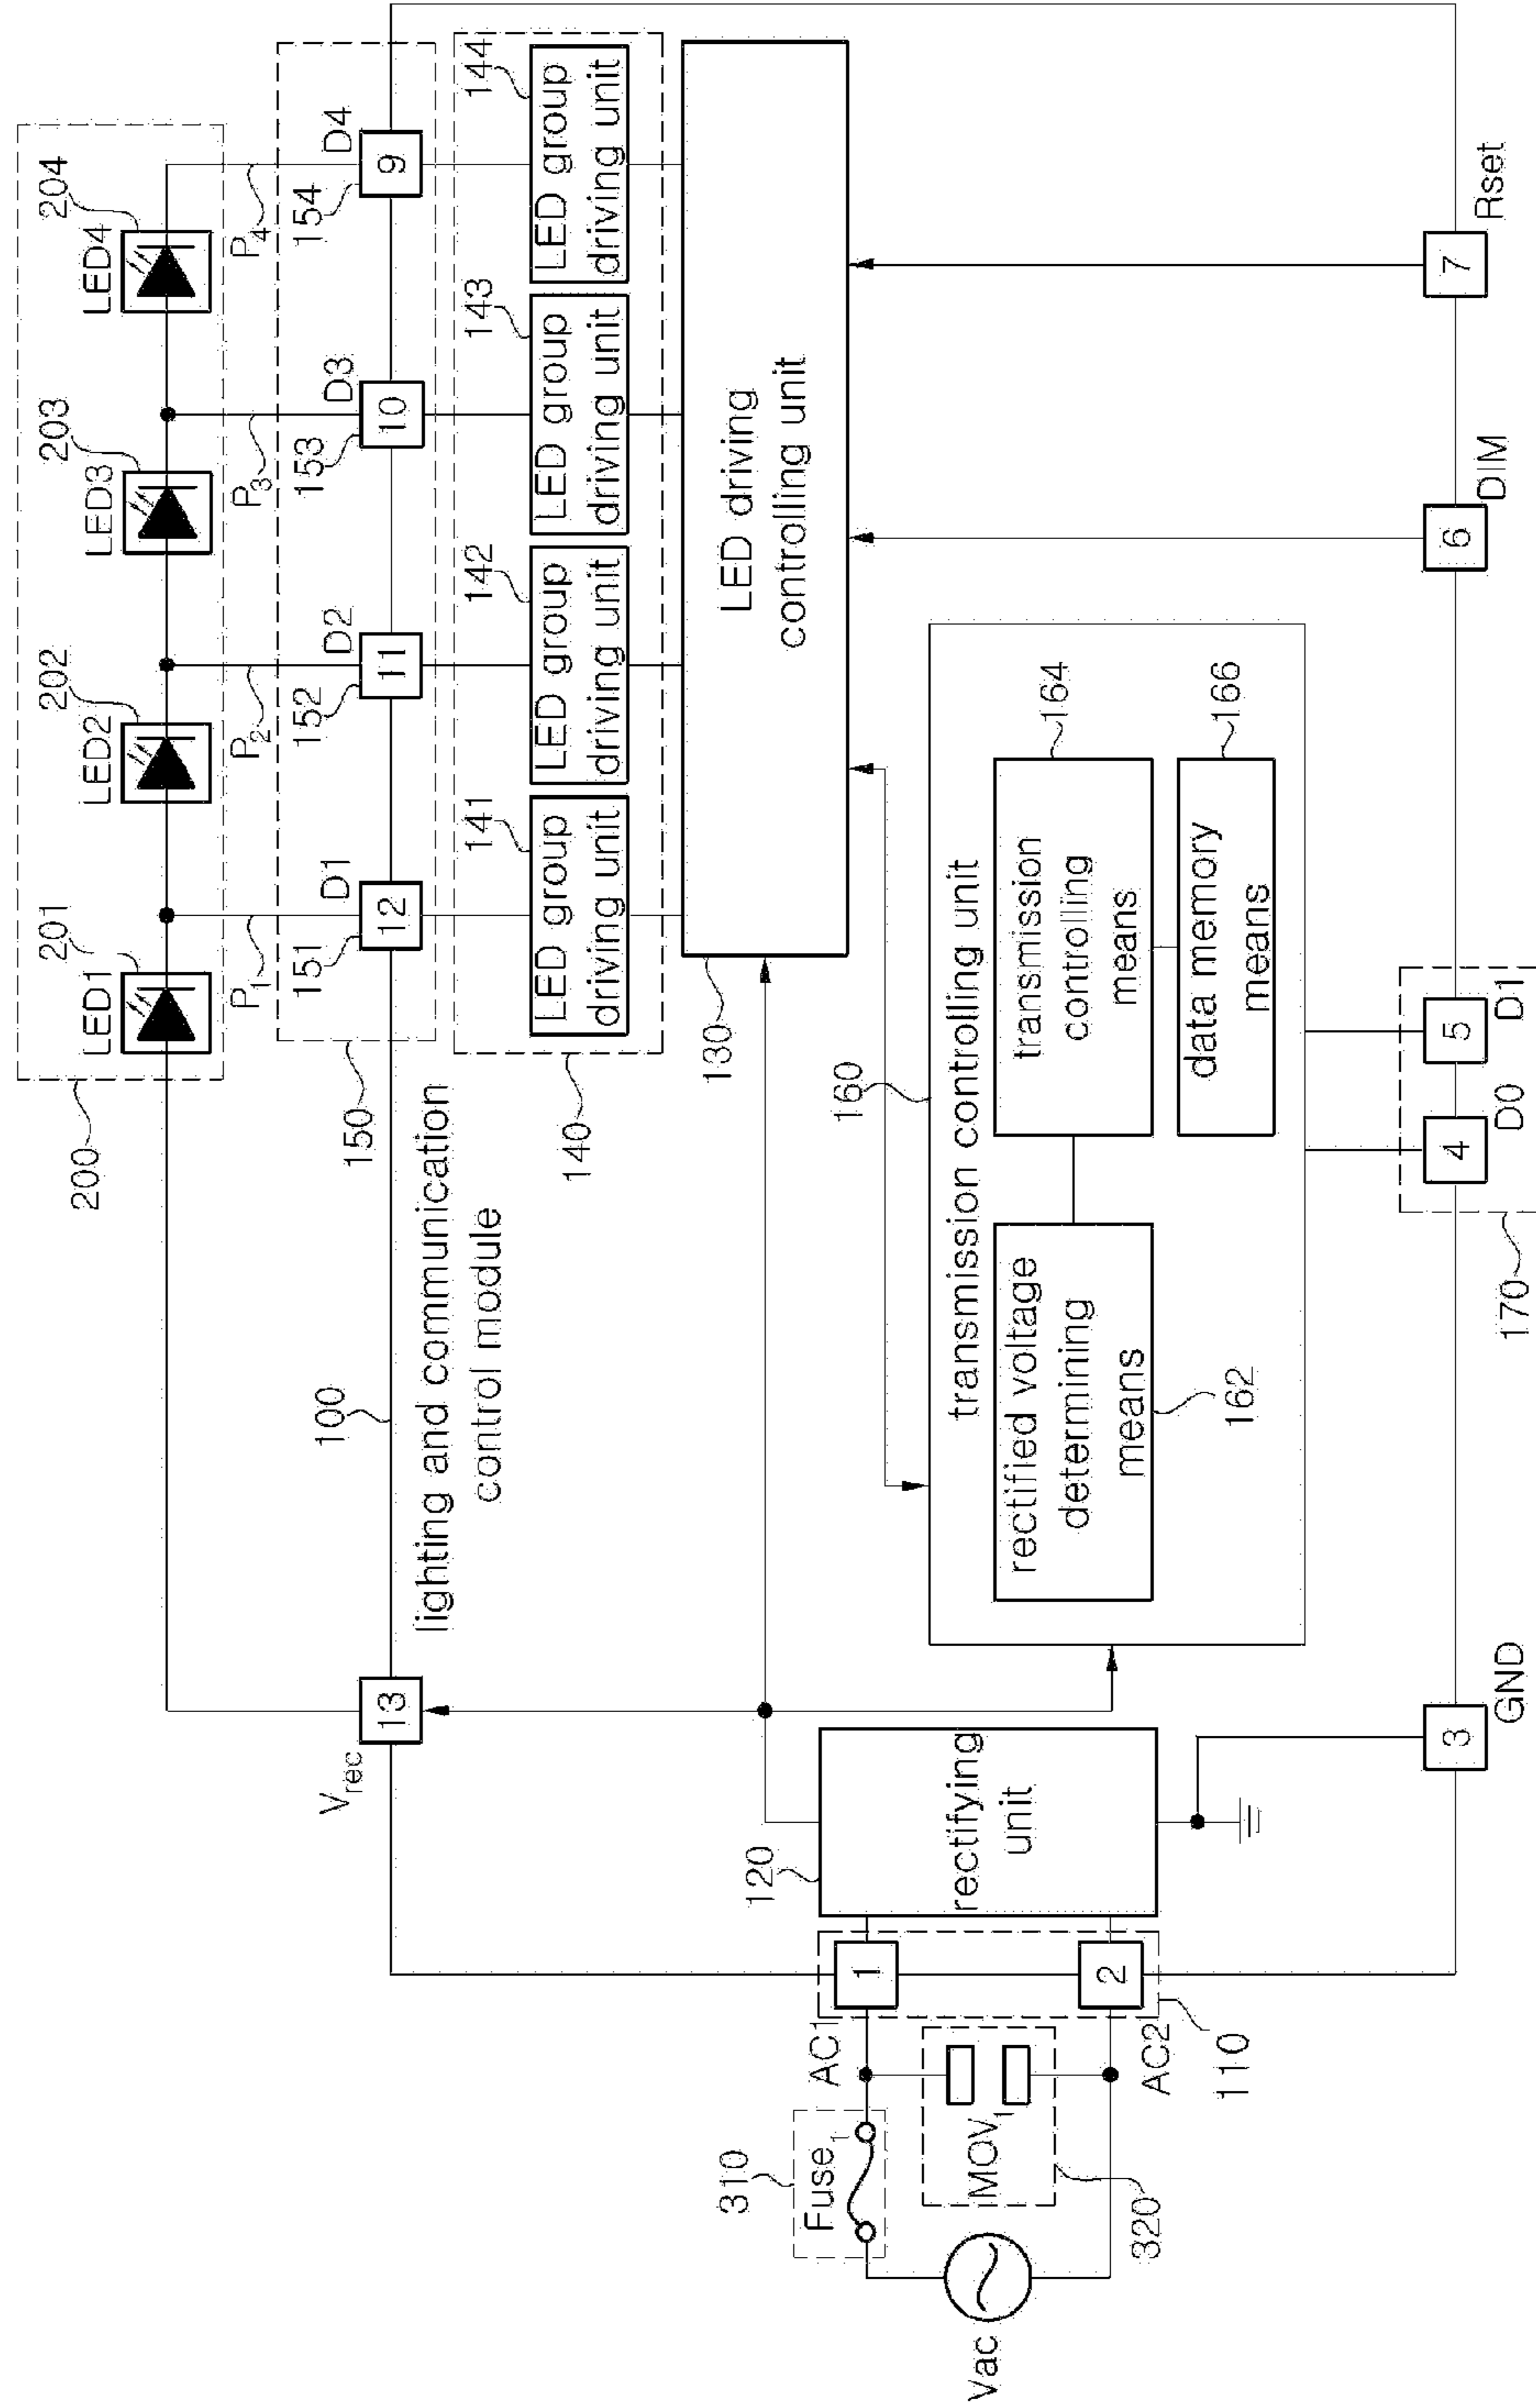 200
LED1
201
LED2
202
LED3
203
LED4
204
P1
P2
P3
P4
Vrec
13
100
150
151
12
D1
152
11
D2
153
10
D3
154
9
D4
lighting and communication
control module
140
141
LED group
driving unit
142
LED group
driving unit
143
LED group
driving unit
144
LED group
driving unit
130
LED driving
controlling unit
310
Fuse1
Vac
MOV1
320
AC1
1
AC2
2
110
120
rectifying
unit
160
transmission controlling unit
rectified voltage
determining
means
162
transmission
controlling
means
164
data memory
means
166
3
GND
170
4
D0
5
D1
6
DIM
7
Rset